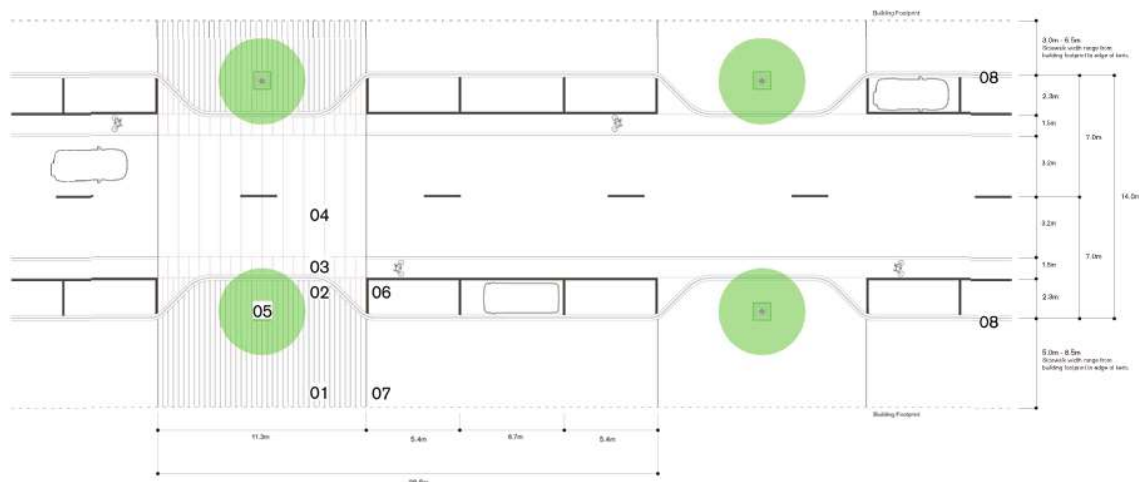 Building Footprint
3.0m - 6.5m
Sidewalk width range from
building footprint to edge of kerb.
08
2.3m
1.5m
7.0m
3.2m
04
3.2m
03
1.5m
7.0m
02
06
05
2.3m
08
5.0m - 8.5m
Sidewalk width range from
building footprint to edge of kerb.
01
07
Building Footprint
11.3m
5.4m
6.7m
5.4m